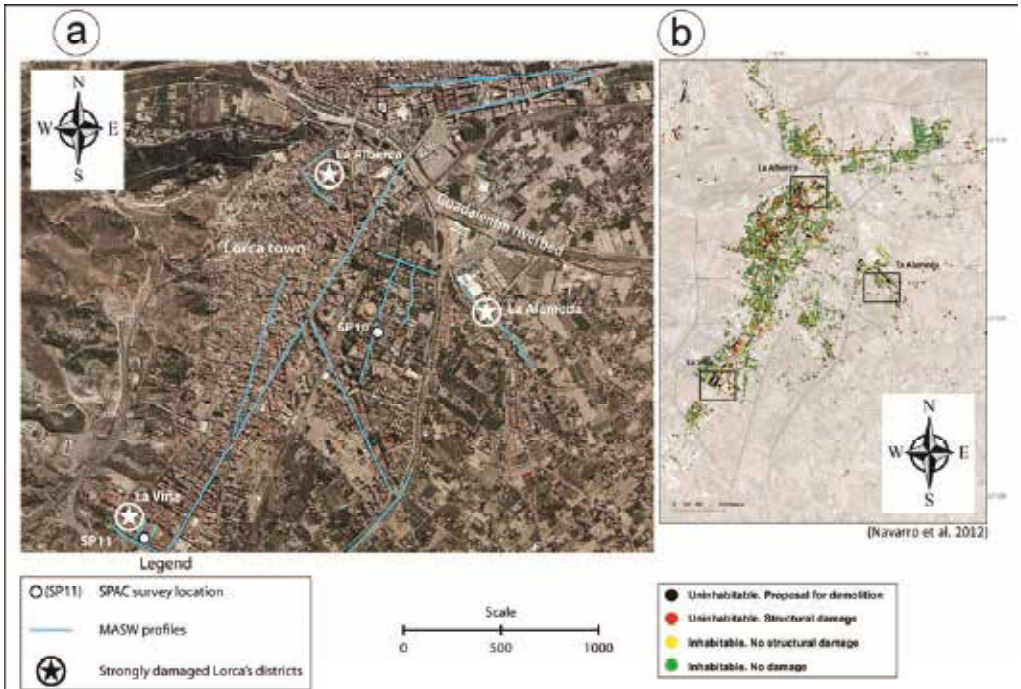 a
b
N
W E
S
La Alberca
Guadalentín riverbed
Lorca town
SP10
La Alameda
La Viña
SP11
La Alberca
La Alameda
N
W E
S
(Navarro et al. 2012)
Legend
(SP11) SPAC survey location
MASW profiles
Strongly damaged Lorca's districts
Scale
0 500 1000
Uninhabitable. Proposal for demolition
Uninhabitable. Structural damage
Inhabitable. No structural damage
Inhabitable. No damage